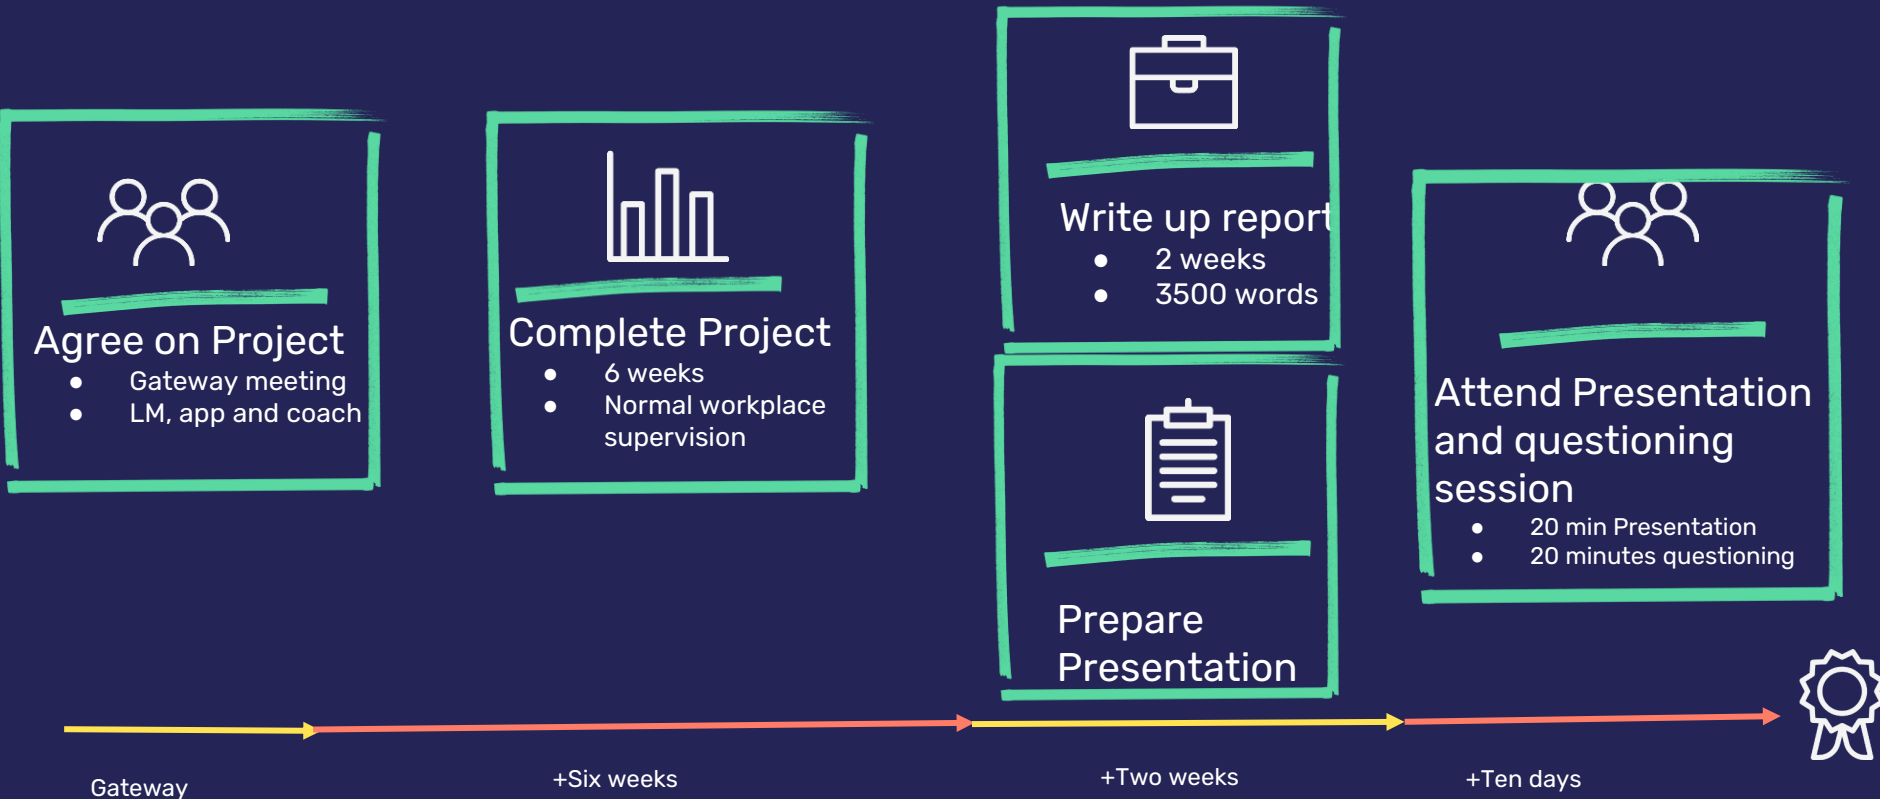 Agree on Project
● Gateway meeting
● LM, app and coach
Complete Project
● 6 weeks
● Normal workplace
supervision
Write up report
● 2 weeks
● 3500 words
Prepare
Presentation
Attend Presentation
and questioning
session
● 20 min Presentation
● 20 minutes questioning
Gateway
+Six weeks
+Two weeks
+Ten days